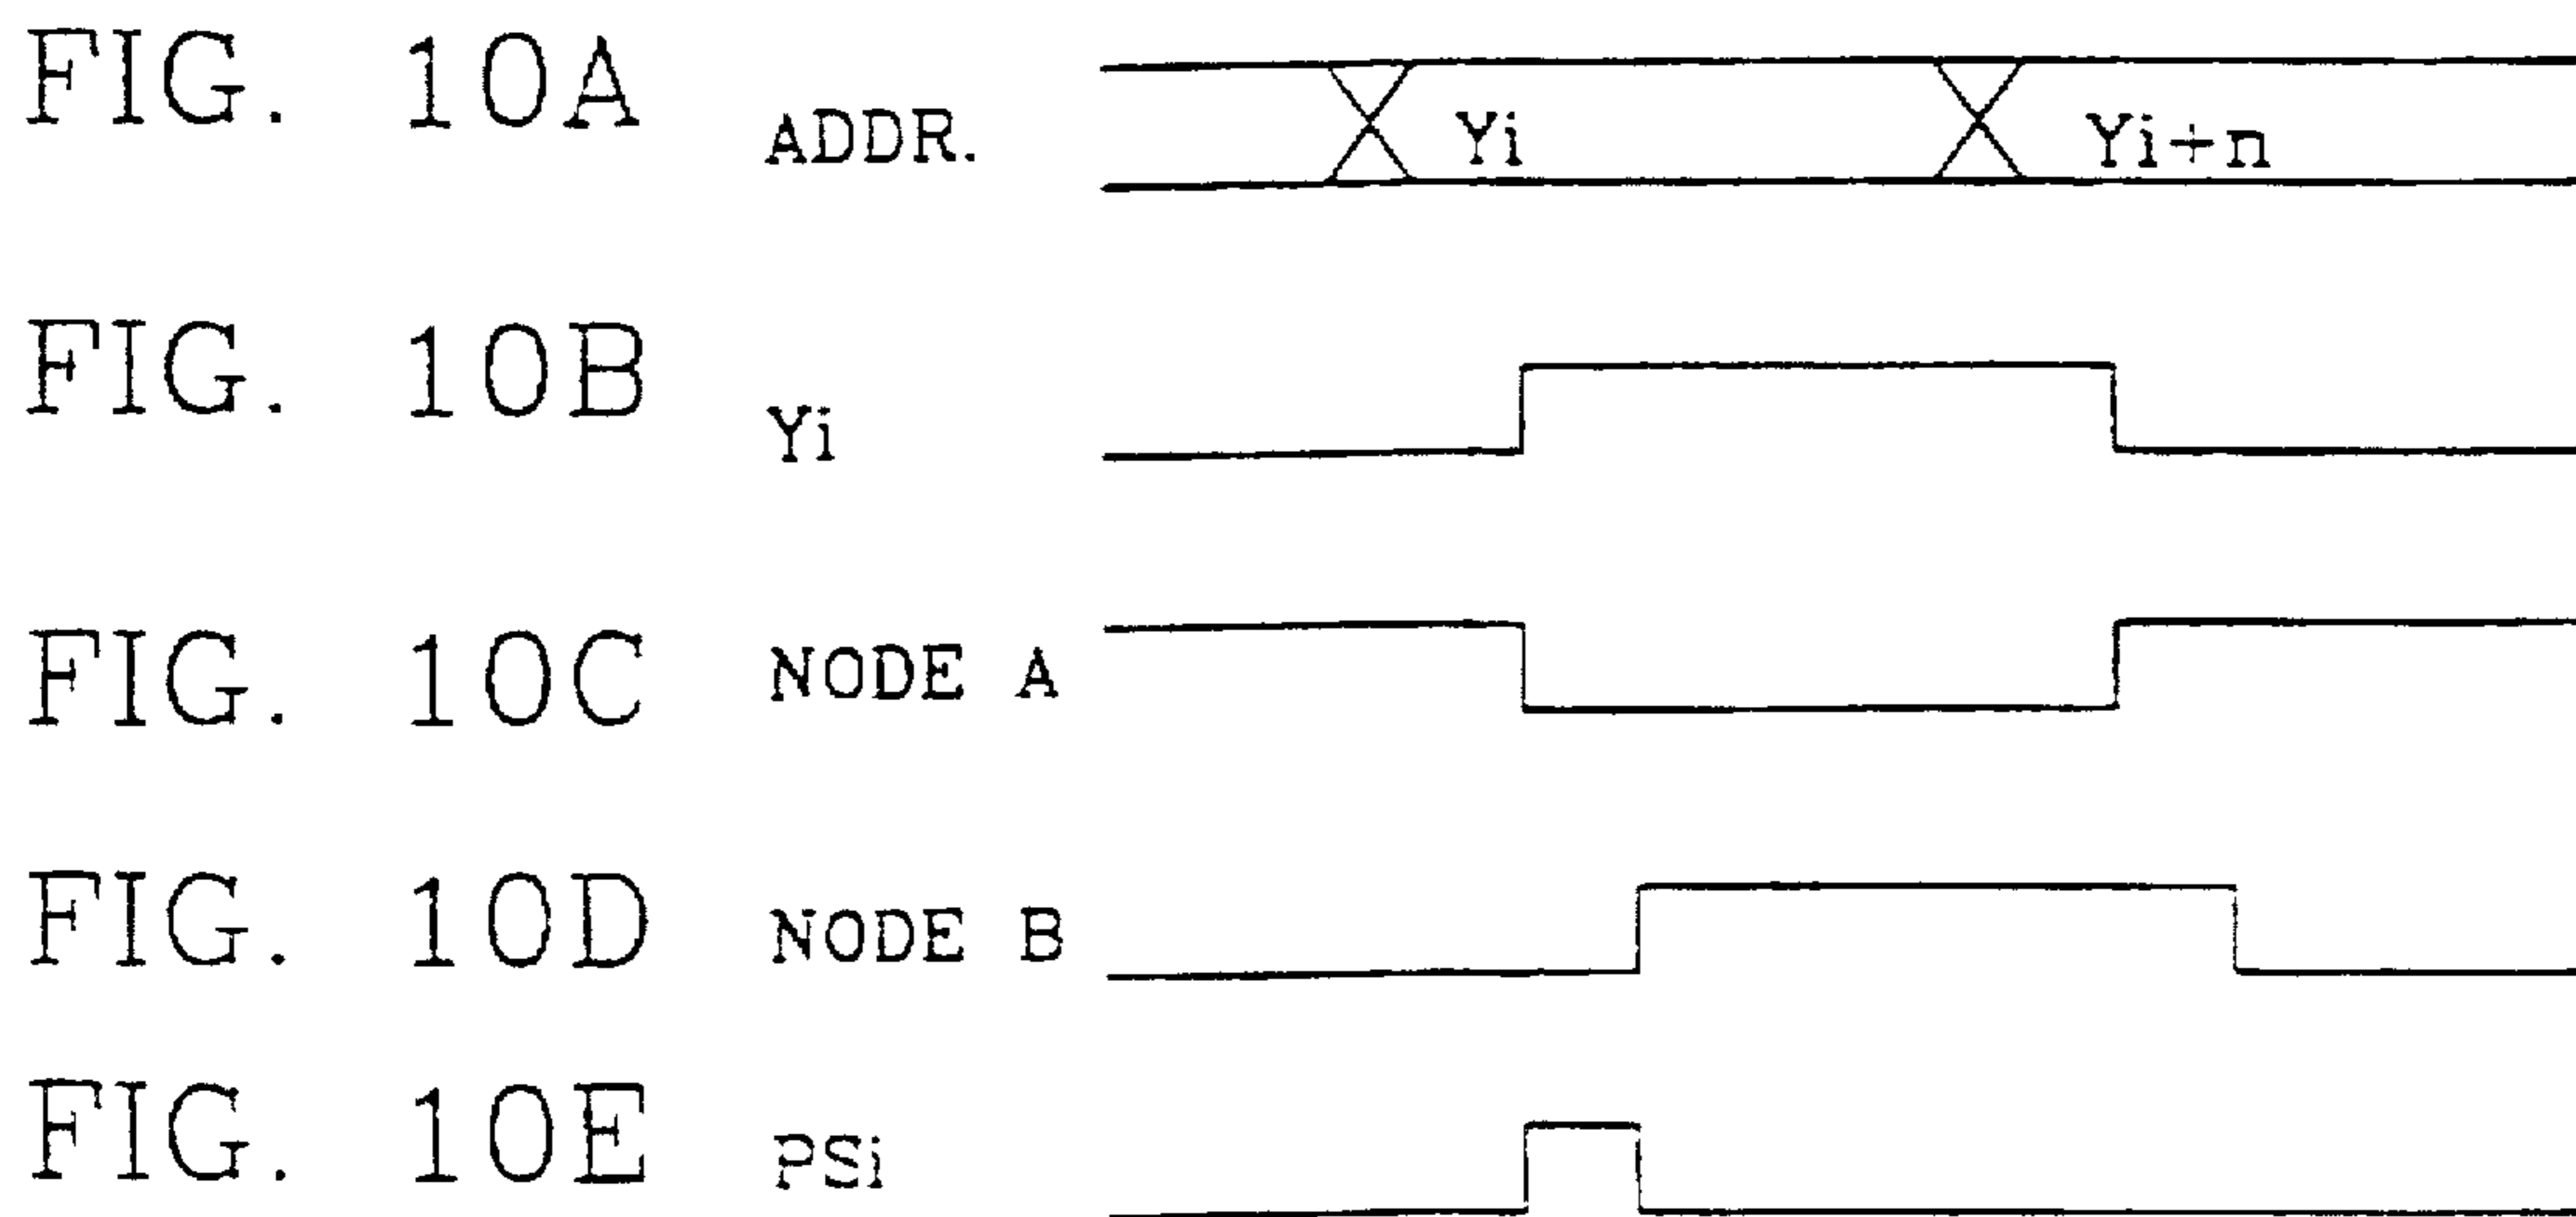 FIG. 10A ADDR. Yi Yi+n
FIG. 10B Yi
FIG. 10C NODE A
FIG. 10D NODE B
FIG. 10E PSi